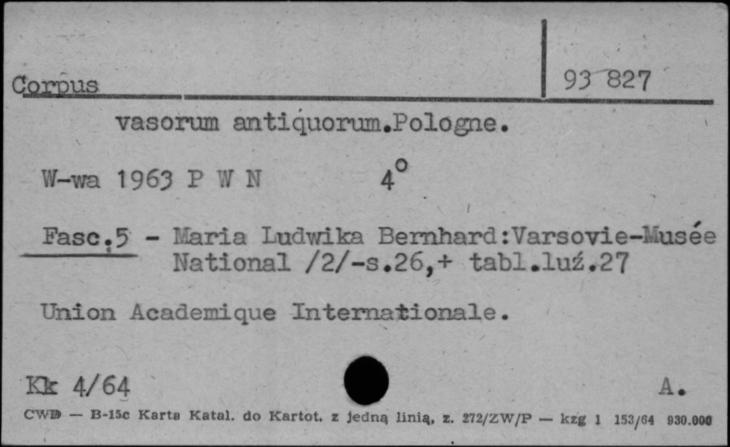 93 827
Corpus
vasorum antiquorum.Pologne.
W-wa 1963 P W N 4°
Fasc.5 - Maria Ludwika Bernhard:Varsovie-Musée
National /2/-s.26,+ tabl.luź.27
Union Academique Internationale.
Kk 4/64 A.
CWD — B-15c Karta Katal. do Kartot. z jedną linią, z. 272/ZW/P — kzg 1 153/64 930.000